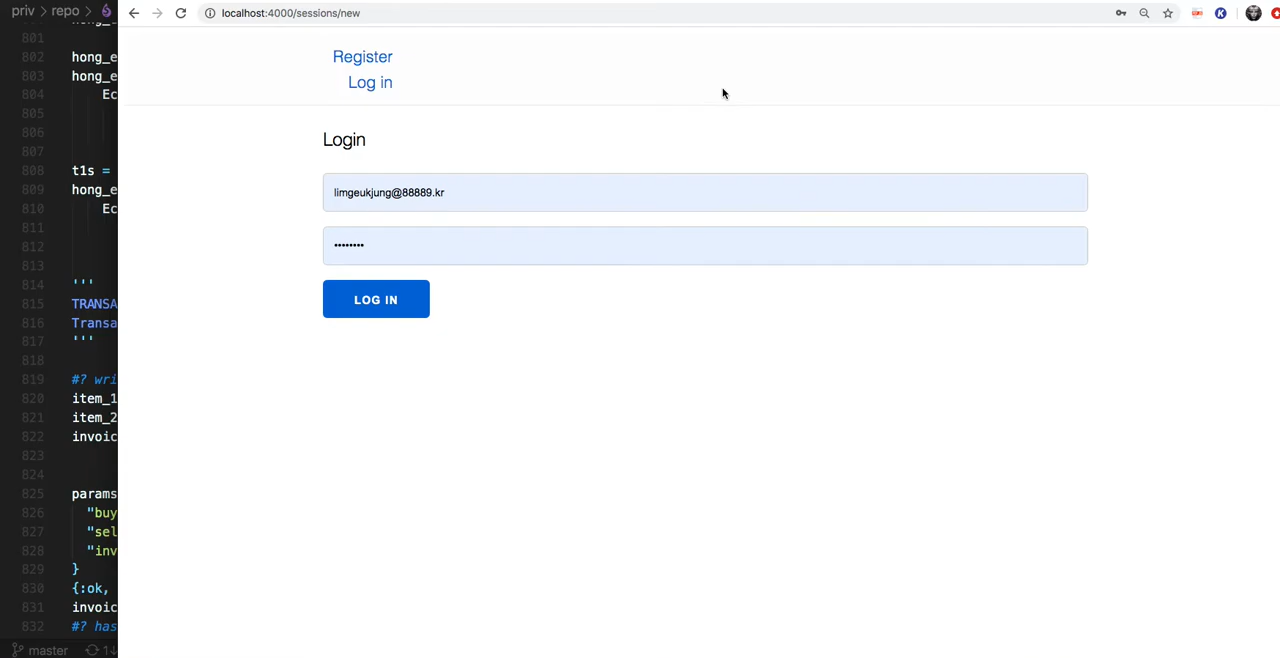 priv > repo >
localhost:4000/sessions/new
801
802 hong_e
803 hong_e
804 Ec
805
806
807
808 t1s =
809 hong_e
810 Ec
811
812
813
814 '''
815 TRANSA
816 Transa
817 '''
818
819 #? wri
820 item_1
821 item_2
822 invoic
823
824
825 params
826 "buy
827 "sel
828 "inv
829 }
830 {:ok,
831 invoic
832 #? has
master 1↓
Register
Log in
Login
limgeukjung@88889.kr
••••••••
LOG IN